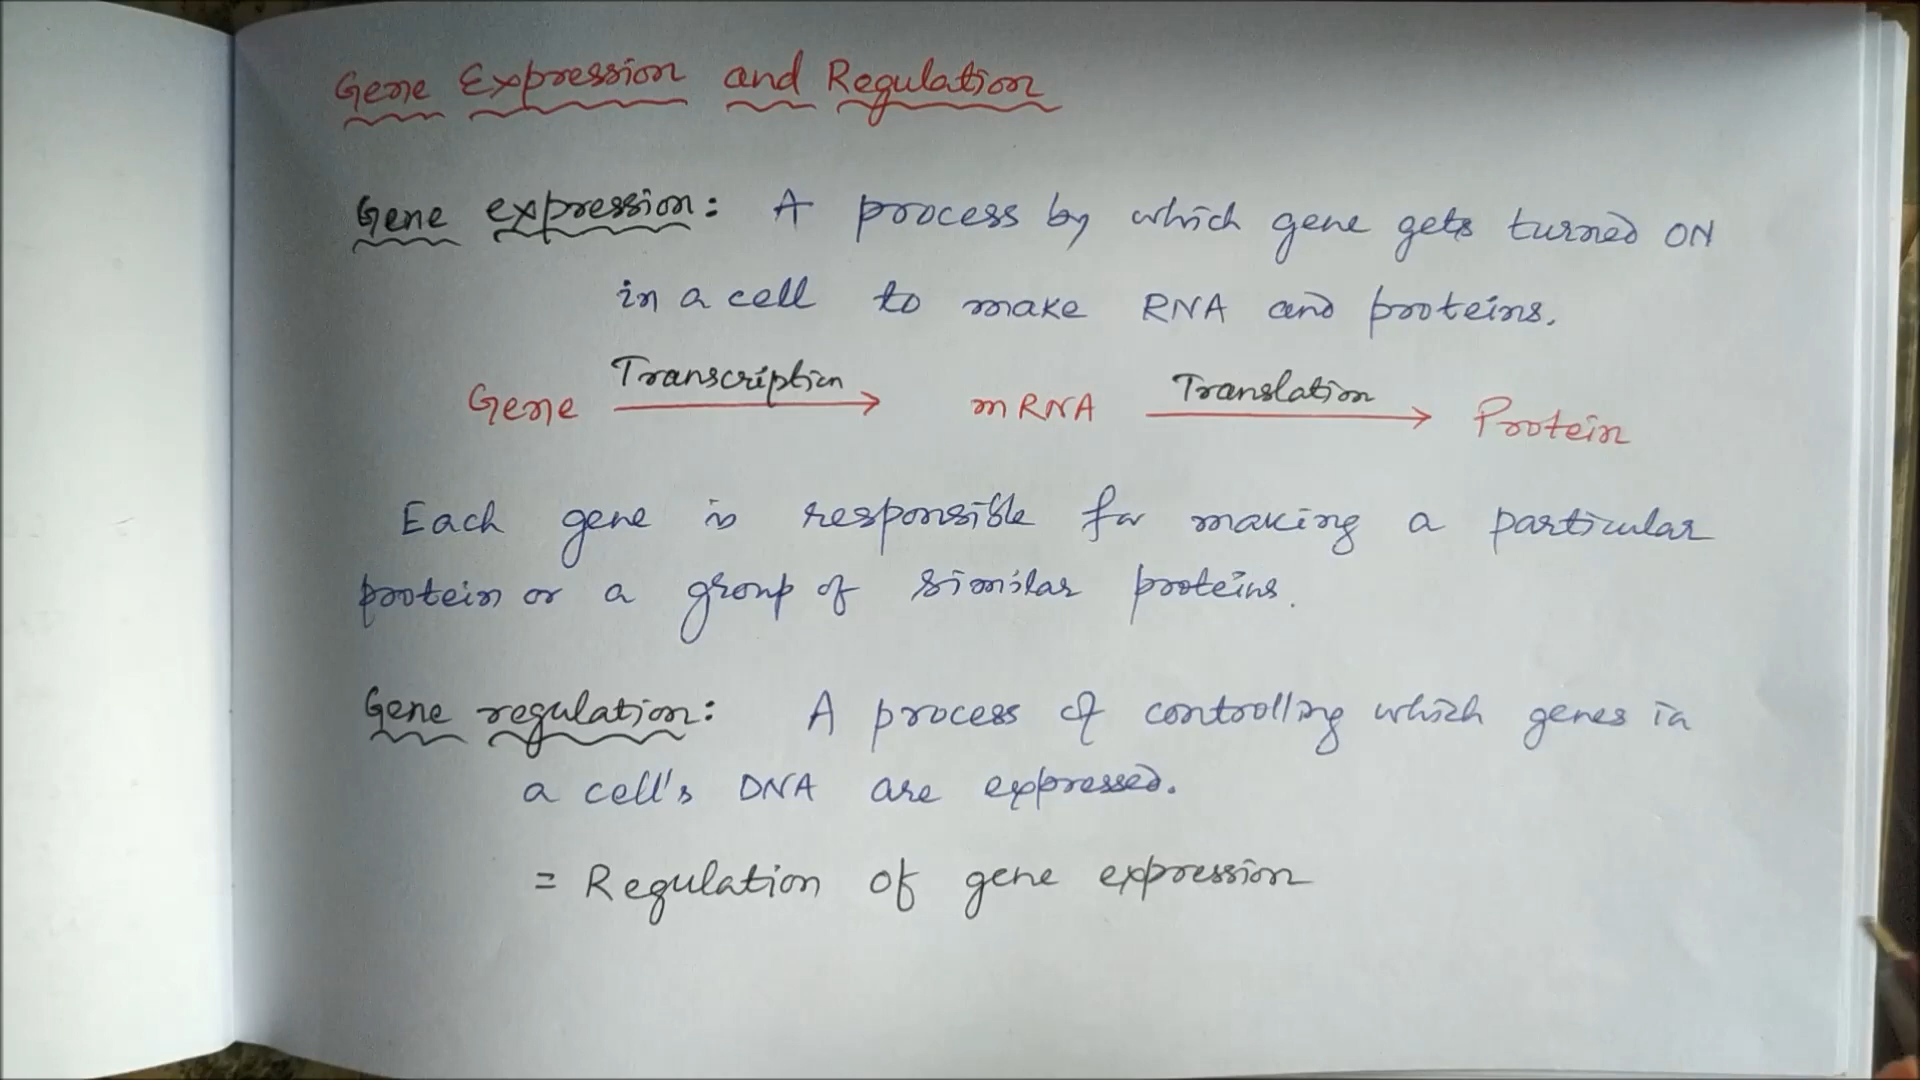 Gene Expression and Regulation
Gene expression: A process by which gene gets turned ON
in a cell to make RNA and proteins.
Gene Transcription mRNA Translation Protein
Each gene is responsible for making a particular
protein or a group of similar proteins.
Gene regulation: A process of controlling which genes in
a cell's DNA are expressed.
= Regulation of gene expression